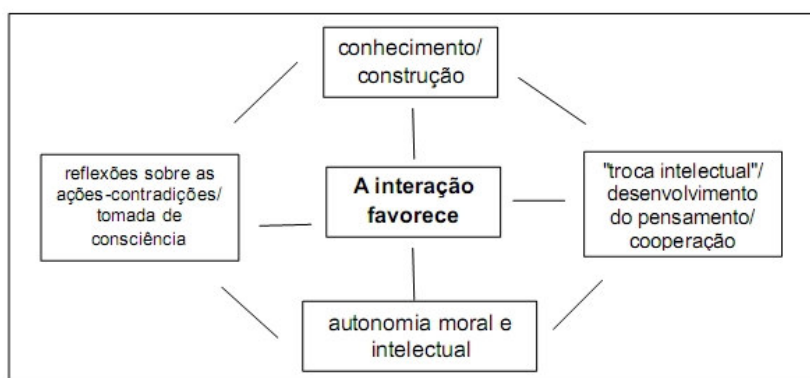 conhecimento/
construção
reflexões sobre as
ações-contradições/
tomada de
consciência
A interação
favorece
"troca intelectual"/
desenvolvimento
do pensamento/
cooperação
autonomia moral e
intelectual